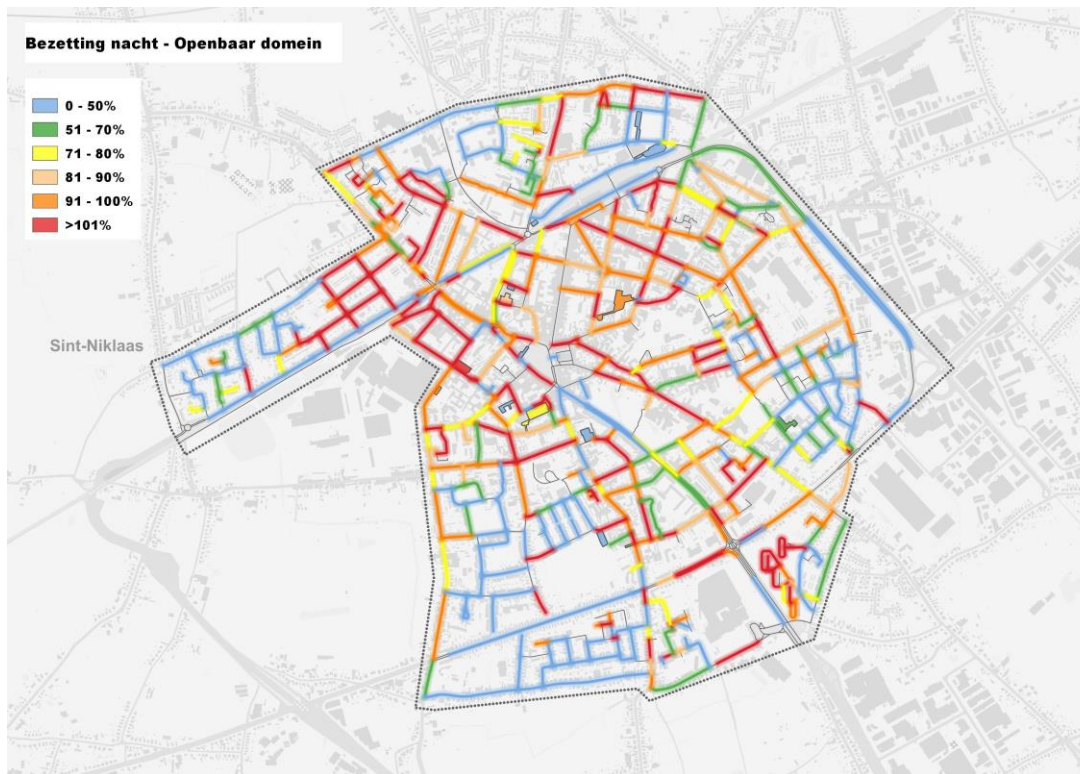 Bezetting nacht - Openbaar domein
0 - 50%
51 - 70%
71 - 80%
81 - 90%
91 - 100%
>101%
Sint-Niklaas